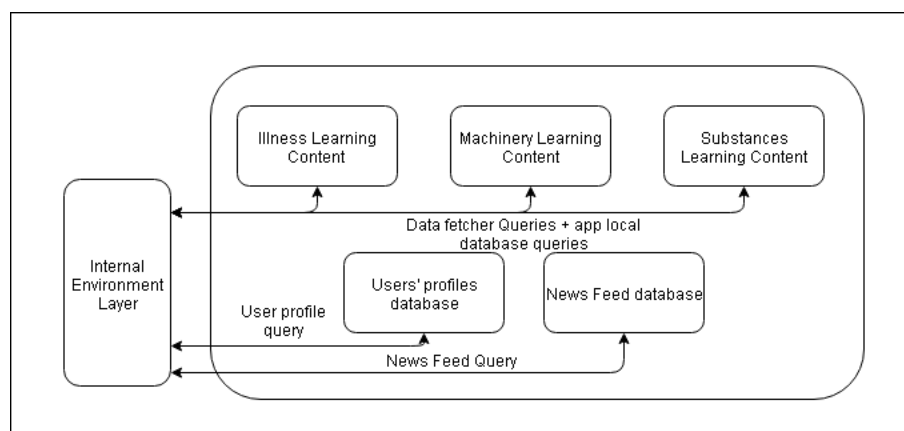 Illness Learning
Content
Machinery Learning
Content
Substances
Learning Content
Data fetcher Queries + app local
database queries
Internal
Environment
Layer
Users' profiles
database
News Feed database
User profile
query
News Feed Query